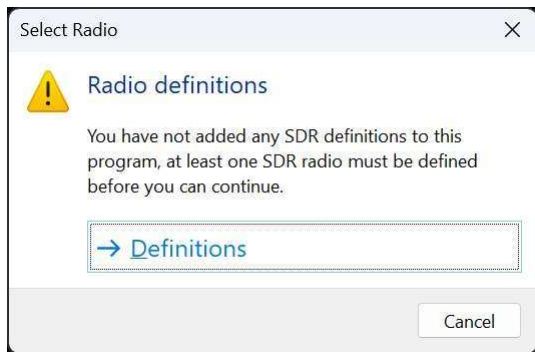 Select Radio
Radio definitions
You have not added any SDR definitions to this
program, at least one SDR radio must be defined
before you can continue.
Definitions
Cancel